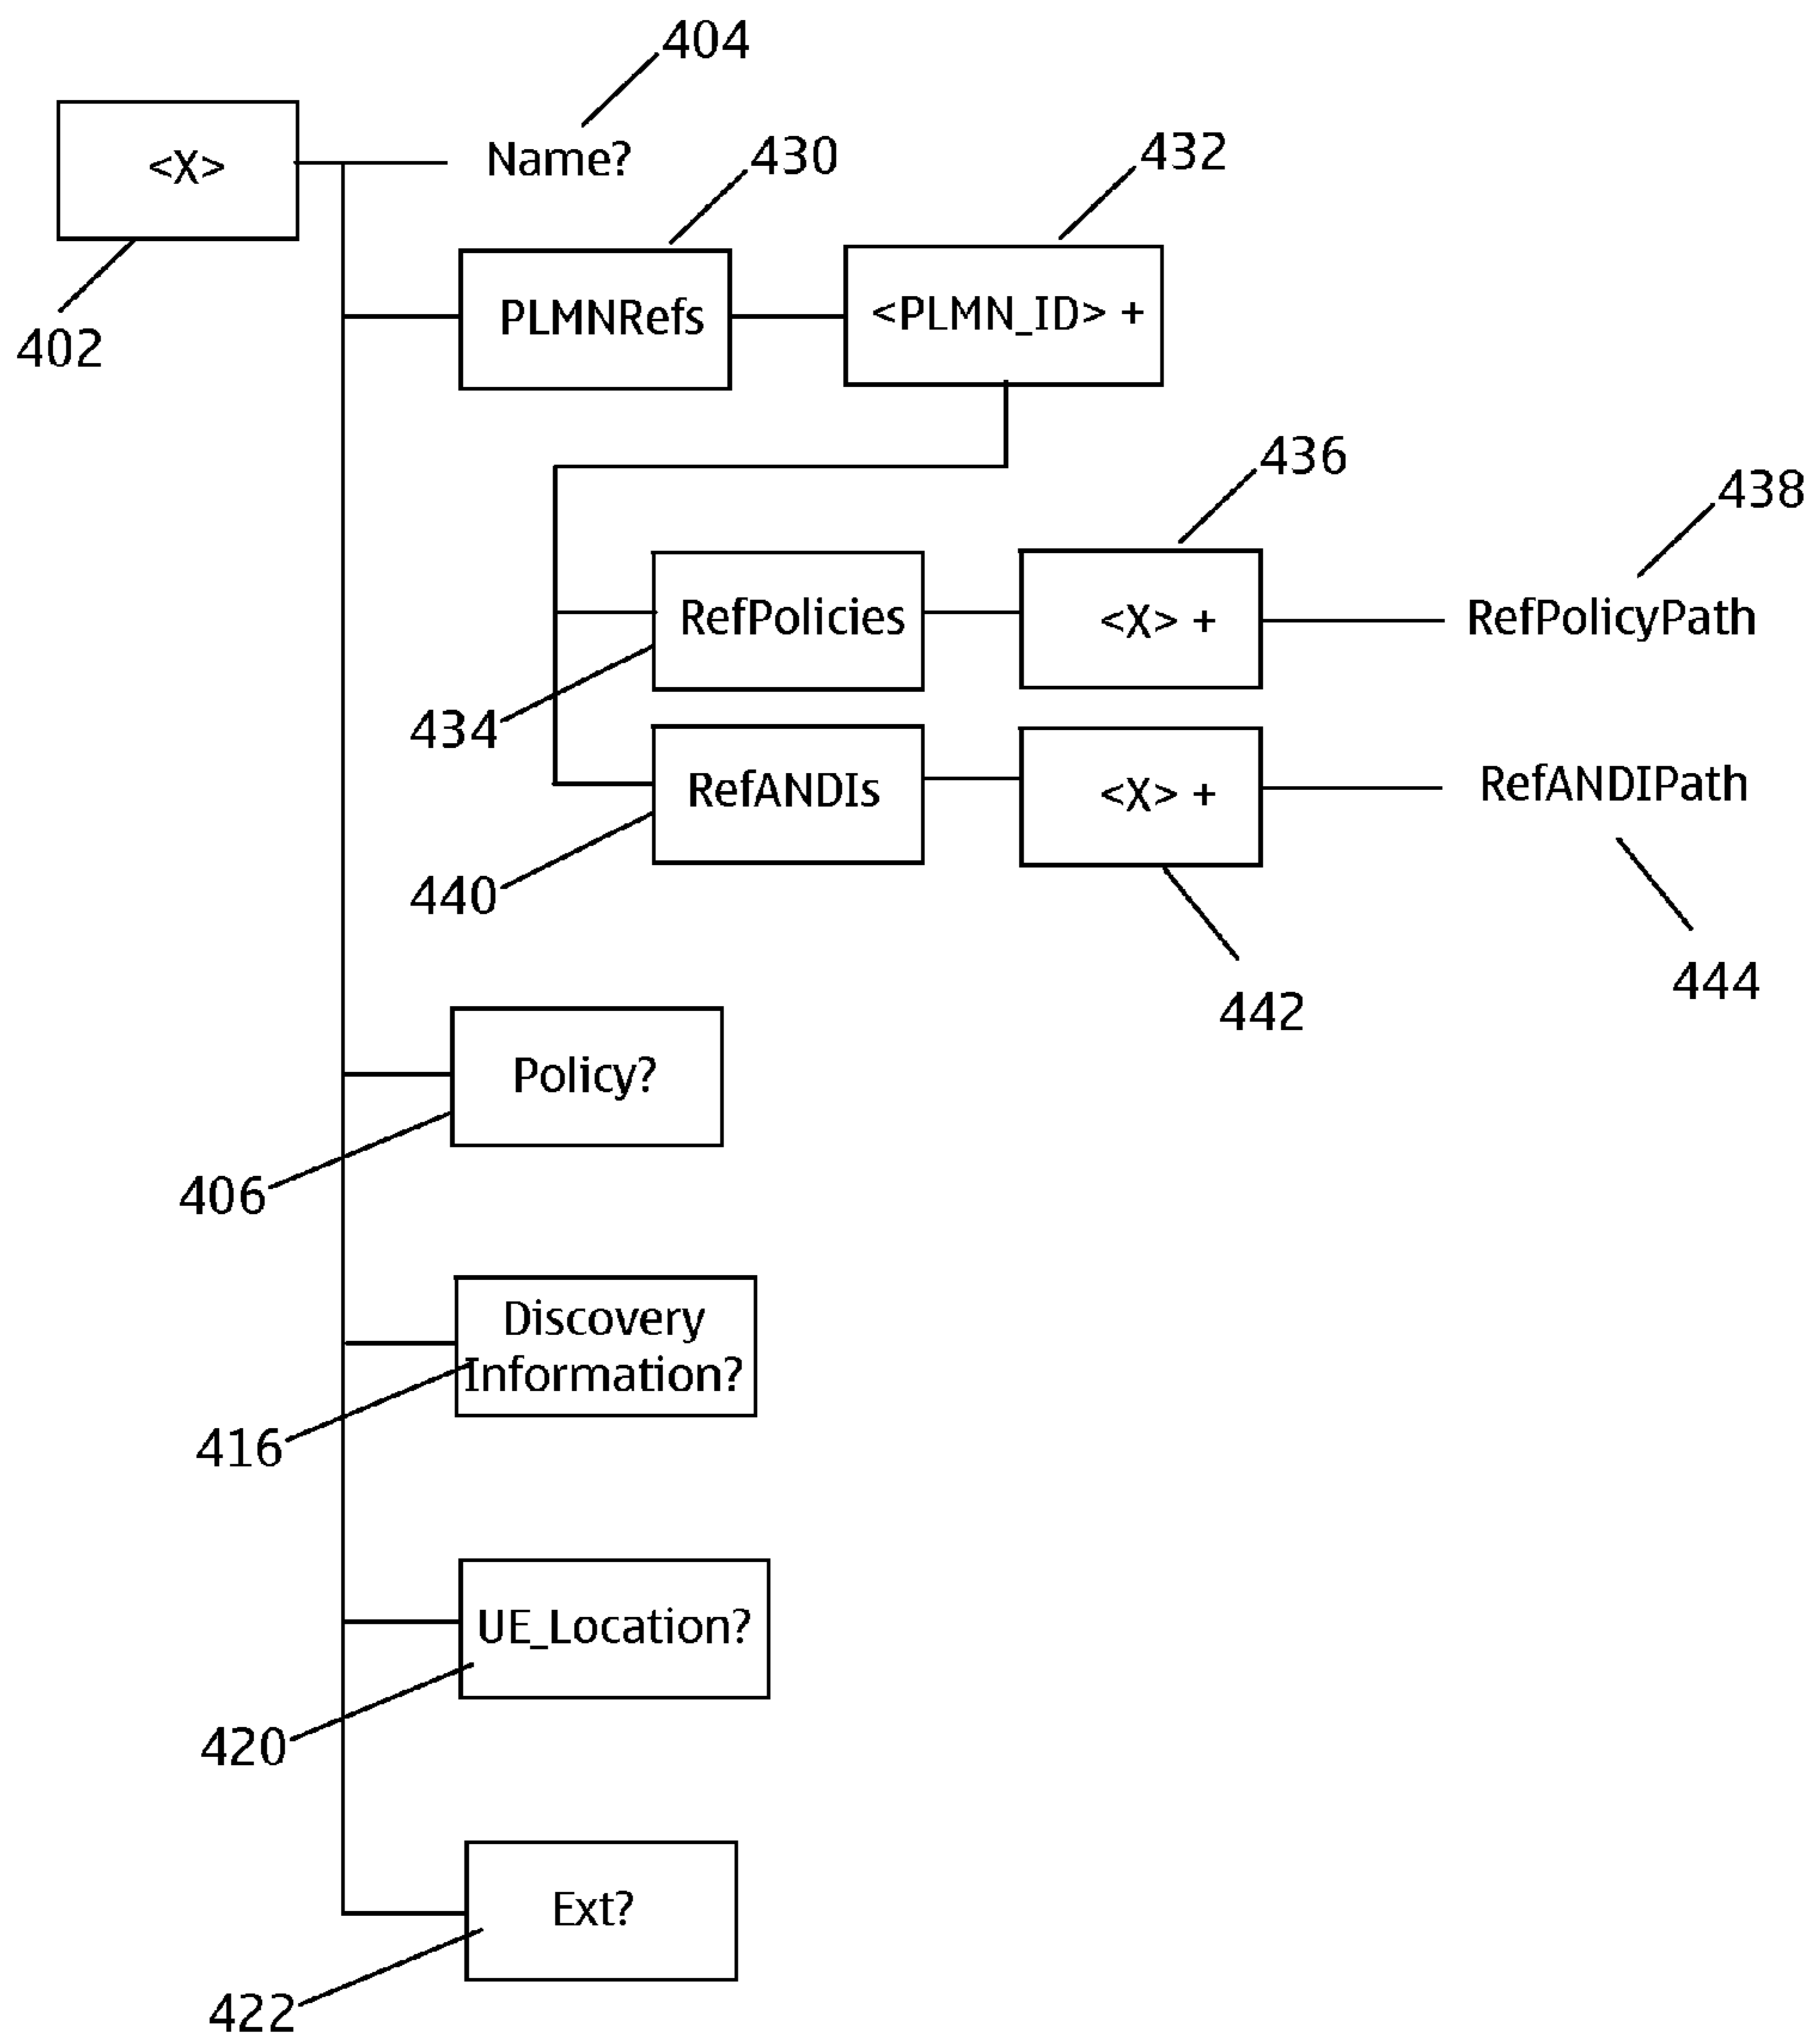 404
<X>
Name?
430
432
402
PLMNRefs
<PLMN_ID> +
436
438
RefPolicies
<X> +
RefPolicyPath
434
RefANDIs
<X> +
RefANDIPath
440
442
444
Policy?
406
Discovery
Information?
416
UE_Location?
420
Ext?
422